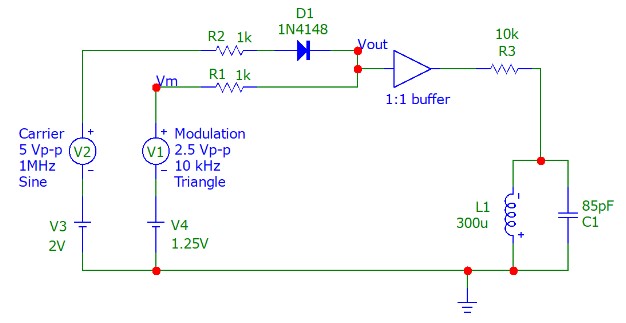 D1
1N4148
R2 1k
Vout
10k
R3
Vm
R1 1k
1:1 buffer
Carrier
5 Vp-p
1MHz
Sine
+
V2
−
+
V1
−
Modulation
2.5 Vp-p
10 kHz
Triangle
V3
2V
V4
1.25V
L1
300u
+
85pF
C1